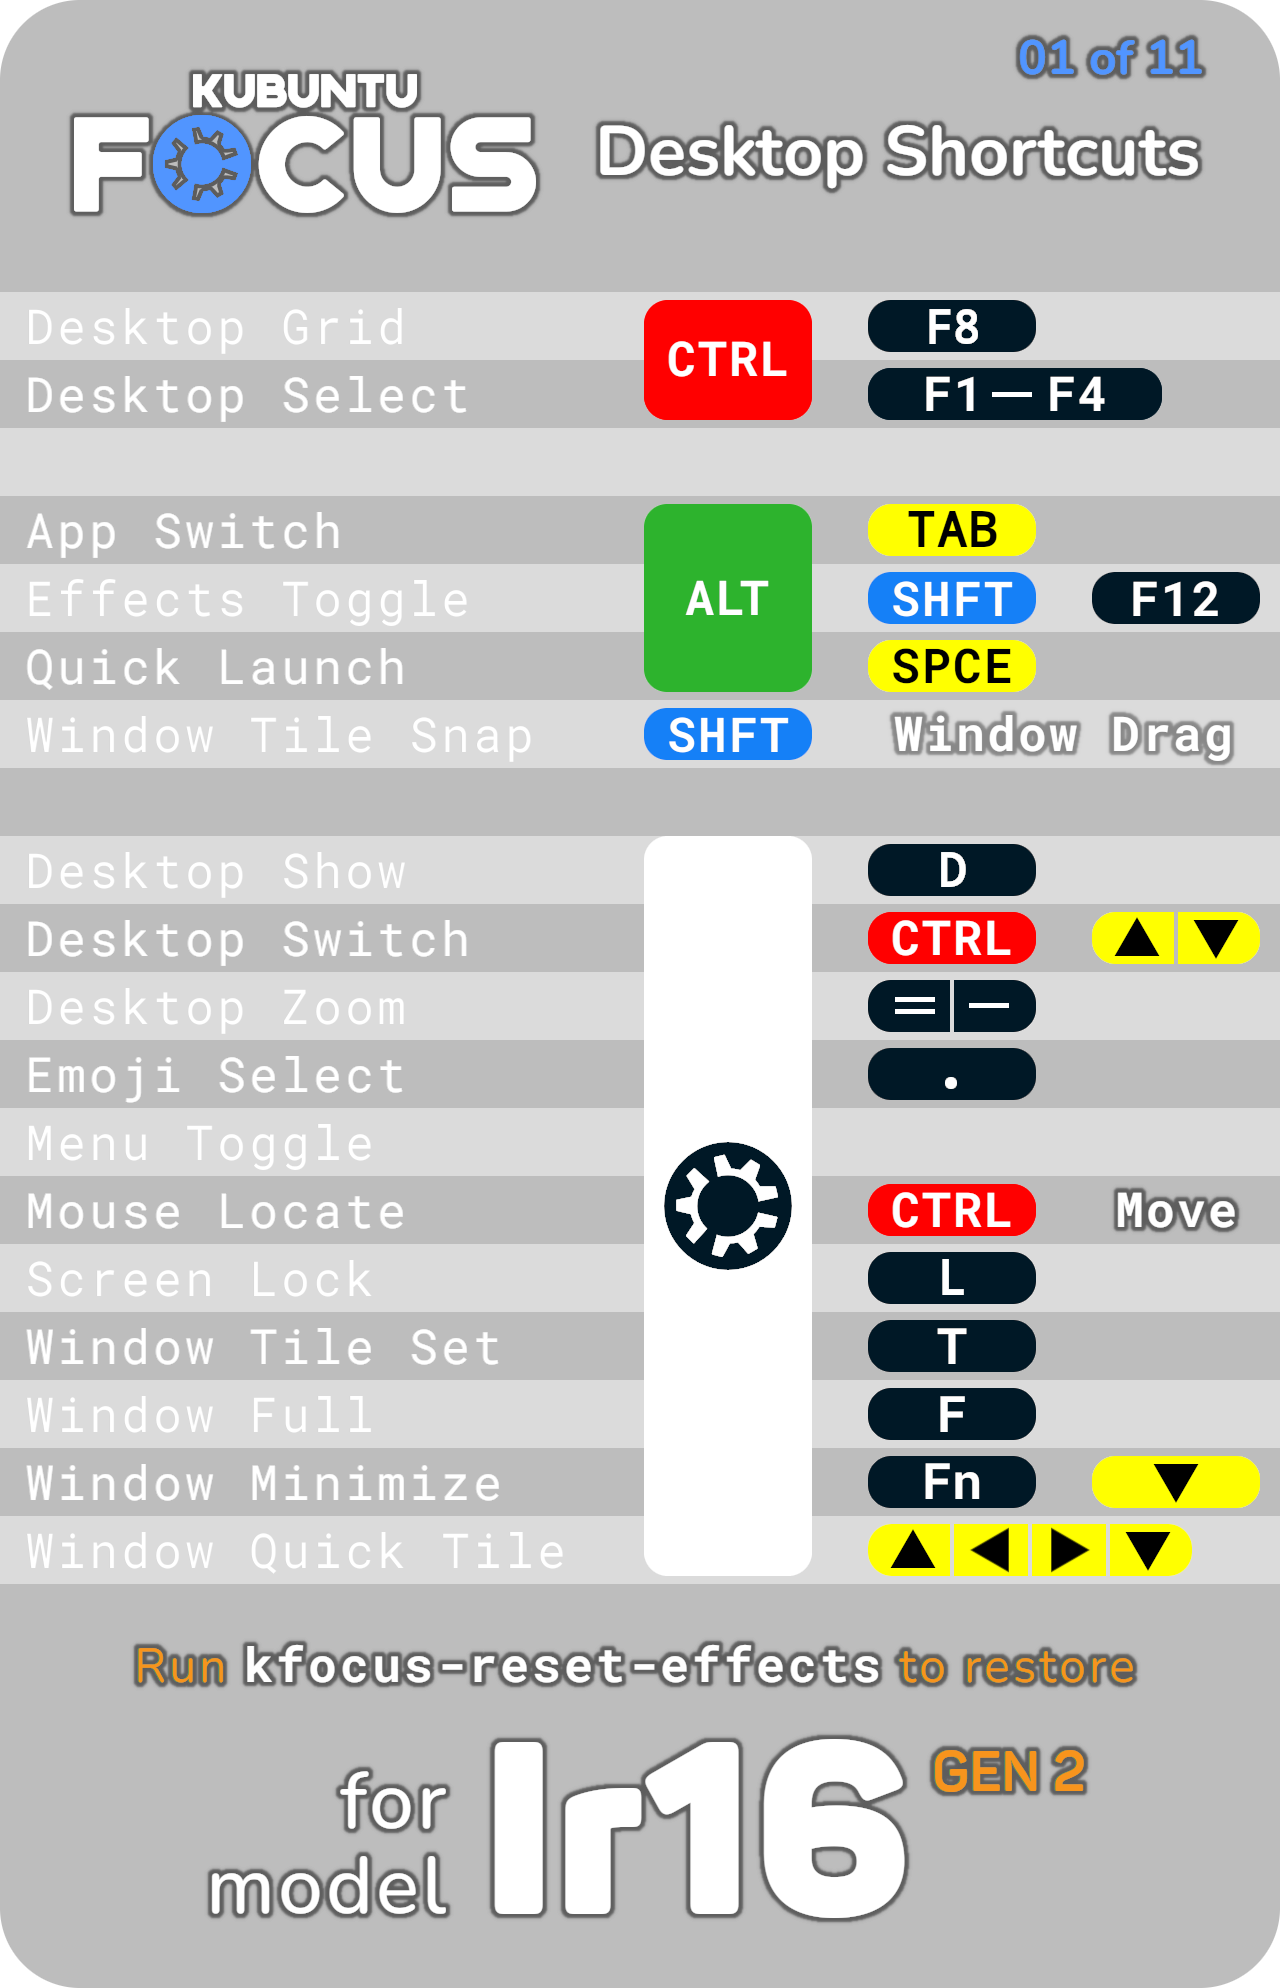 01 of 11
KUBUNTU
FOCUS
Desktop Shortcuts
Desktop Grid CTRL F8
Desktop Select F1 — F4
App Switch ALT TAB
Effects Toggle SHFT F12
Quick Launch SPCE
Window Tile Snap SHFT Window Drag
Desktop Show D
Desktop Switch CTRL ▲ ▼
Desktop Zoom = −
Emoji Select .
Menu Toggle
Mouse Locate CTRL Move
Screen Lock L
Window Tile Set T
Window Full F
Window Minimize Fn ▼
Window Quick Tile ▲ ◀ ▶ ▼
Run kfocus-reset-effects to restore
for model Ir16 GEN 2